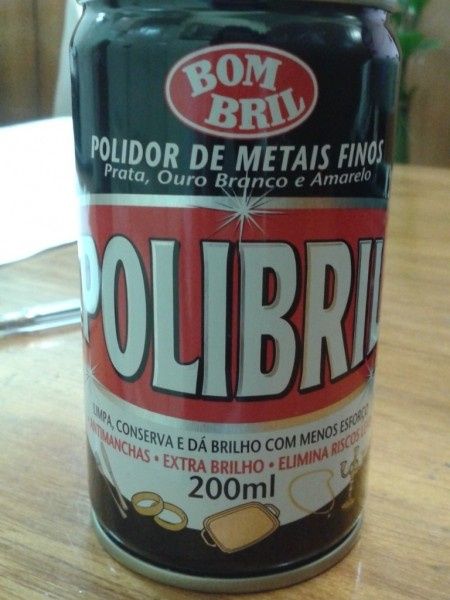 BOM
BRIL
POLIDOR DE METAIS FINOS
Prata, Ouro Branco e Amarelo
POLIBRIL
LIMPA, CONSERVA E DÁ BRILHO COM MENOS ESFORÇO
ANTIMANCHAS • EXTRA BRILHO • ELIMINA RISCOS
200ml